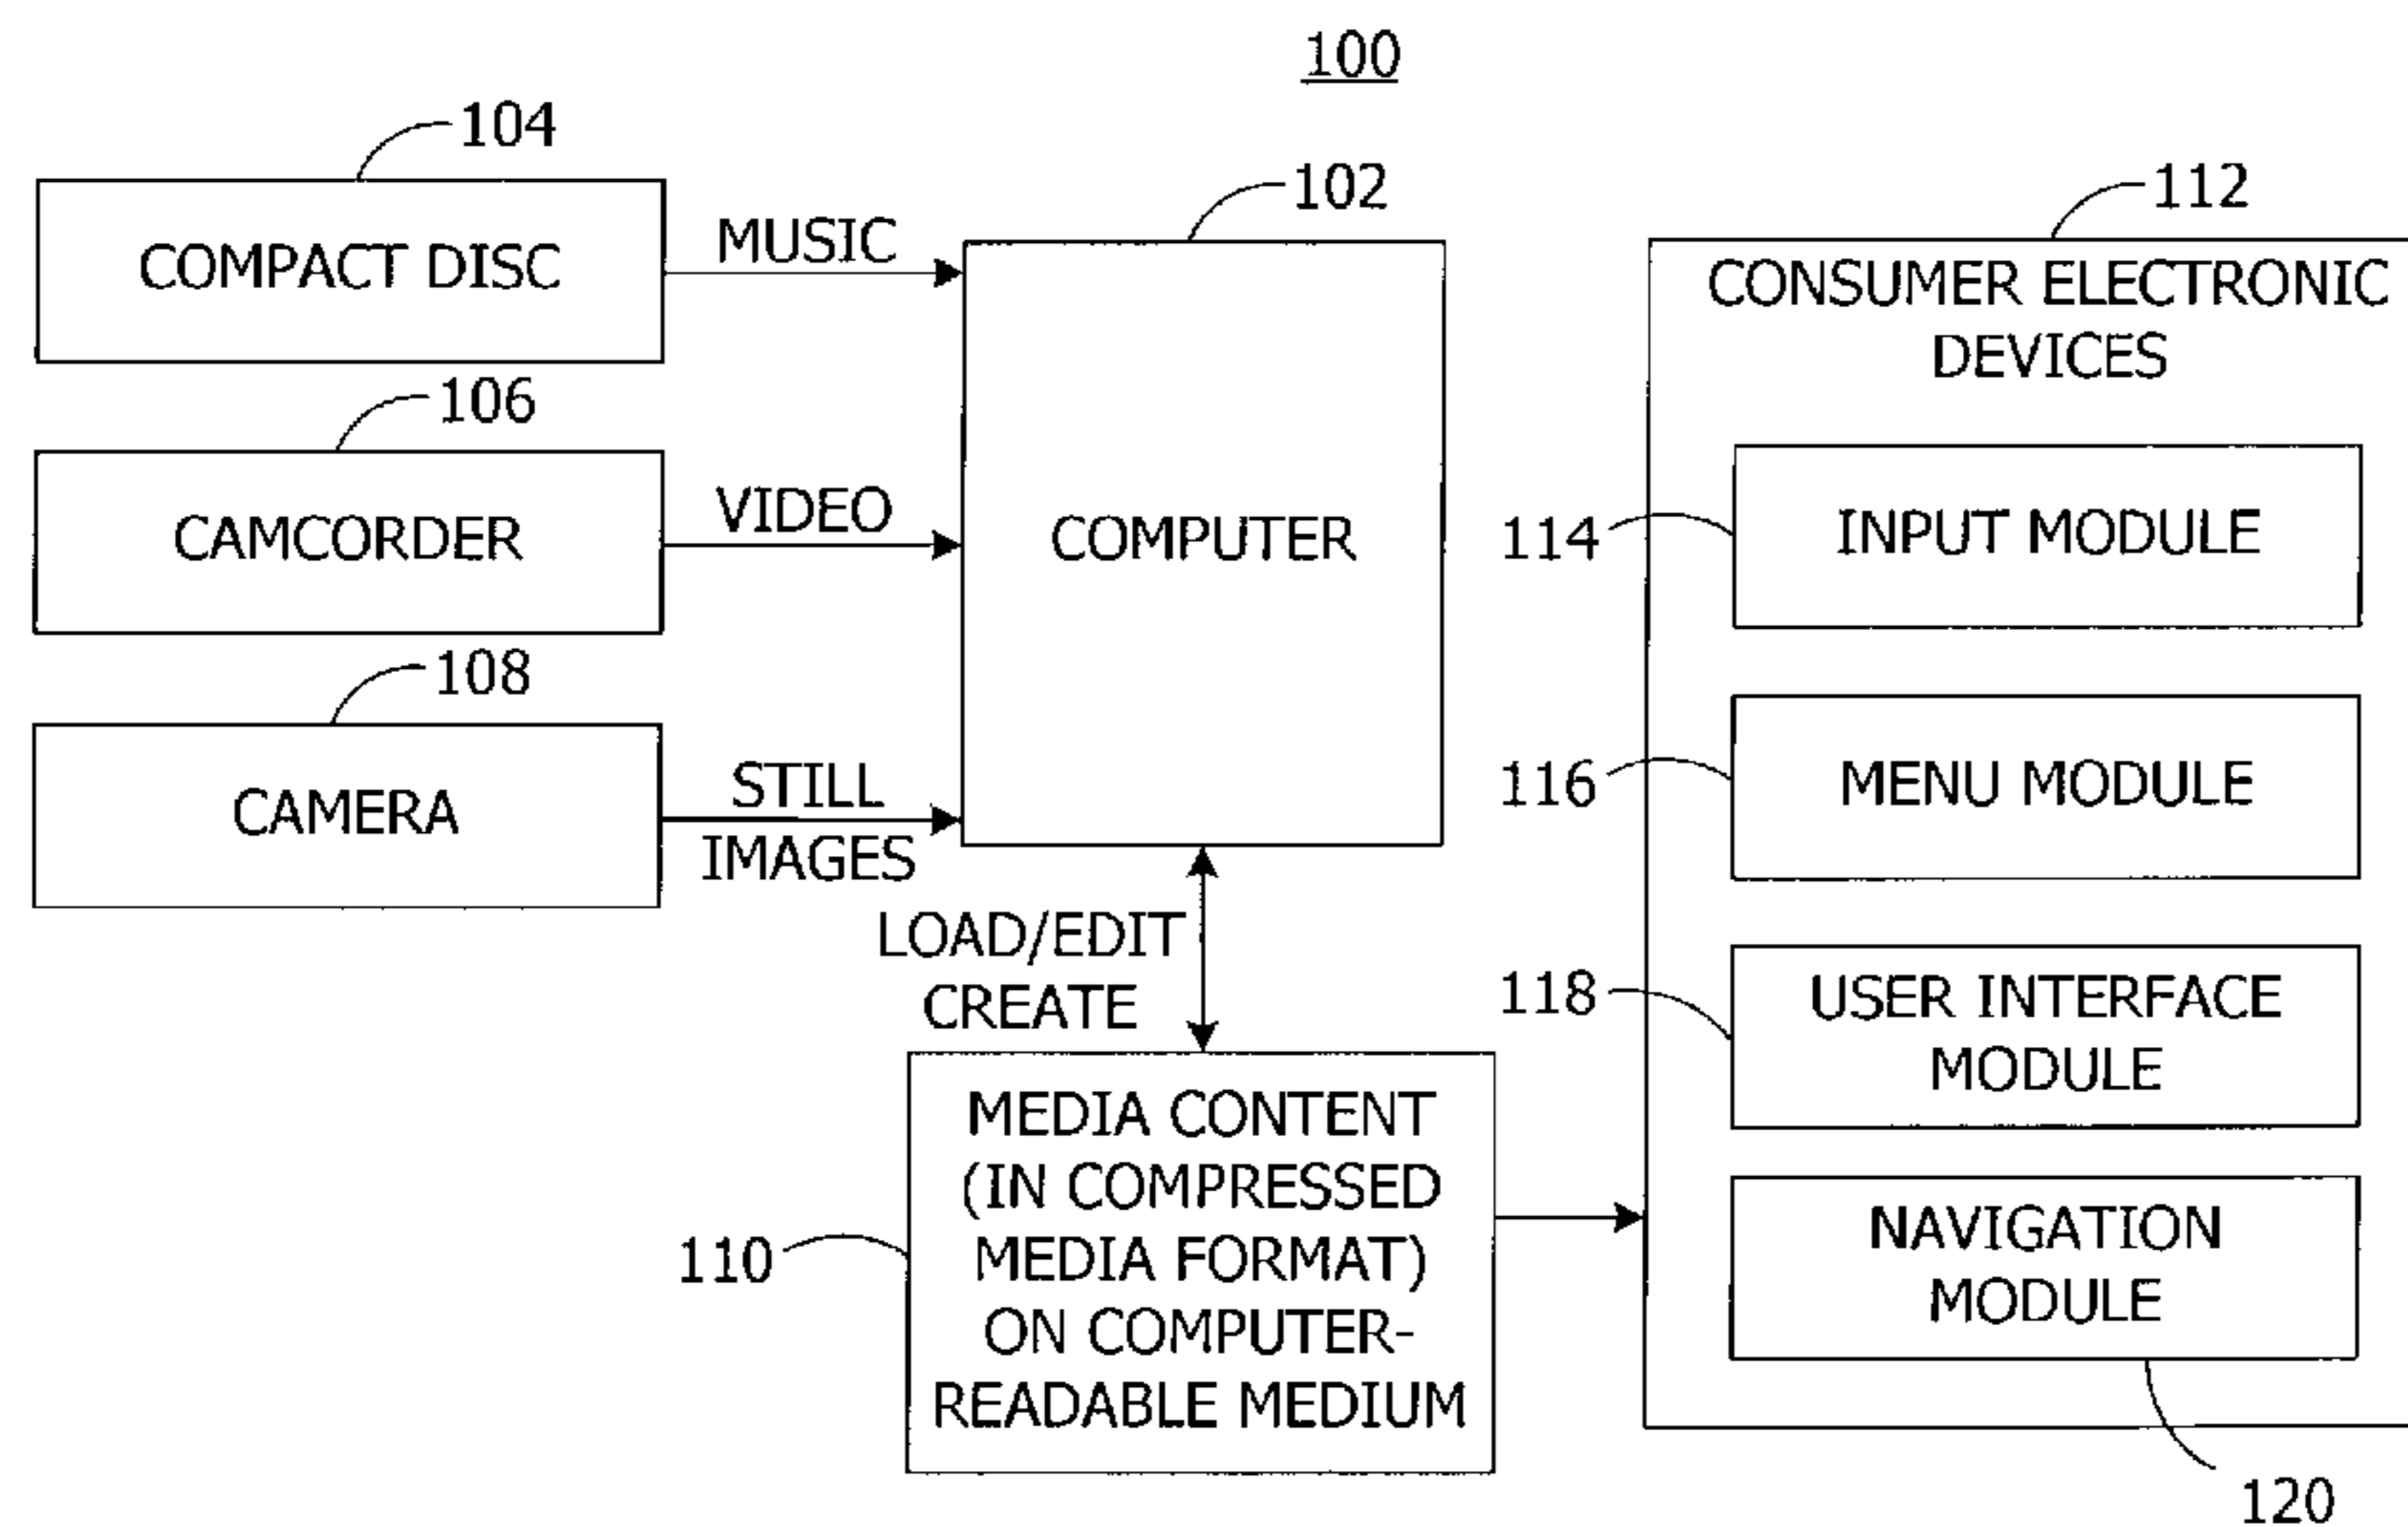 100
104
COMPACT DISC
MUSIC
106
CAMCORDER
VIDEO
108
CAMERA
STILL
IMAGES
102
COMPUTER
LOAD/EDIT
CREATE
110
MEDIA CONTENT
(IN COMPRESSED
MEDIA FORMAT)
ON COMPUTER-
READABLE MEDIUM
112
CONSUMER ELECTRONIC
DEVICES
114
INPUT MODULE
116
MENU MODULE
118
USER INTERFACE
MODULE
NAVIGATION
MODULE
120